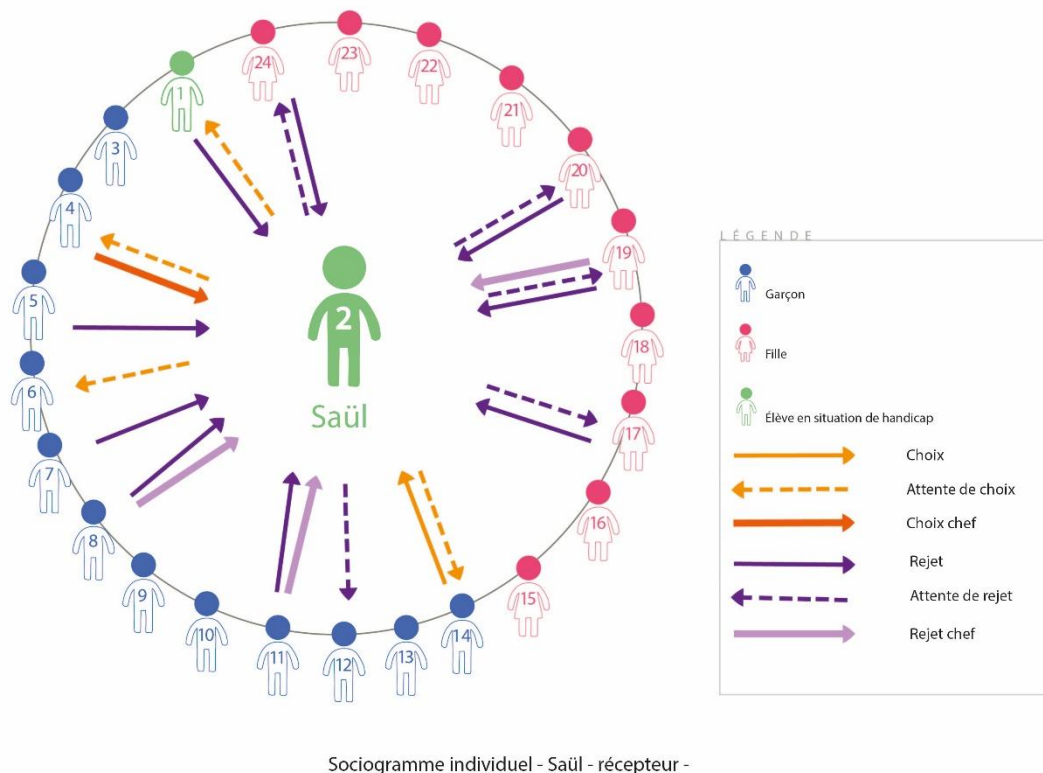 24
23
22
21
20
19
18
17
16
15
14
13
12
11
10
9
8
7
6
5
4
3
1
2
Saül
LÉGENDE
Garçon
Fille
Élève en situation de handicap
Choix
Attente de choix
Choix chef
Rejet
Attente de rejet
Rejet chef
Sociogramme individuel - Saül - récepteur -